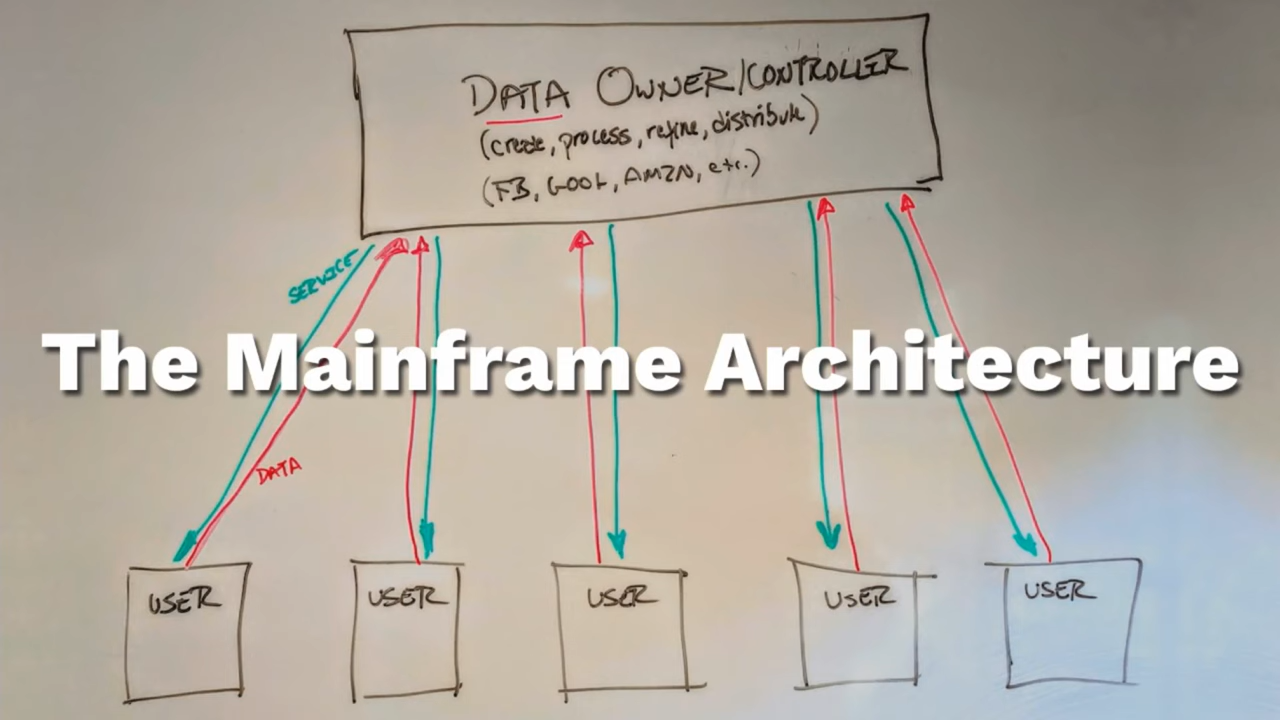 DATA OWNER/CONTROLLER
(create, process, refine, distribute)
(FB, GOOL, AMZN, etc.)
SERVICE
The Mainframe Architecture
DATA
USER USER USER USER USER